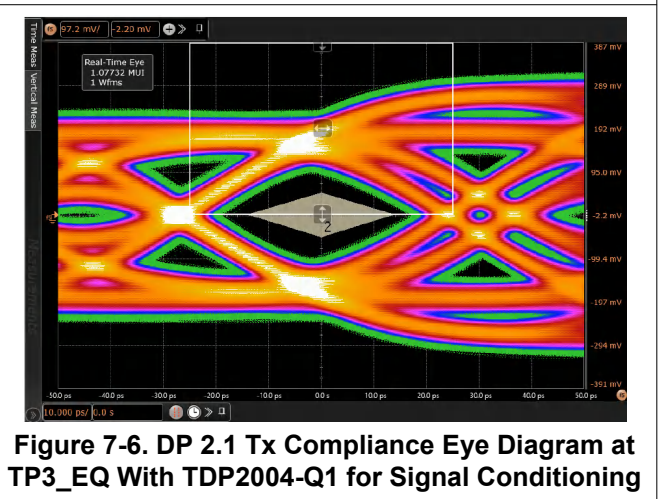 Time Meas
Vertical Meas
Measurements
97.2 mV/
-2.20 mV
Real-Time Eye
1.07732 MUI
1 Wfms
387 mV
289 mV
192 mV
95.0 mV
-2.2 mV
-99.4 mV
-197 mV
-294 mV
-391 mV
2
-50.0 ps
-40.0 ps
-30.0 ps
-20.0 ps
-10.0 ps
0.0 s
10.0 ps
20.0 ps
30.0 ps
40.0 ps
50.0 ps
10.000 ps/
0.0 s
Figure 7-6. DP 2.1 Tx Compliance Eye Diagram at
TP3_EQ With TDP2004-Q1 for Signal Conditioning